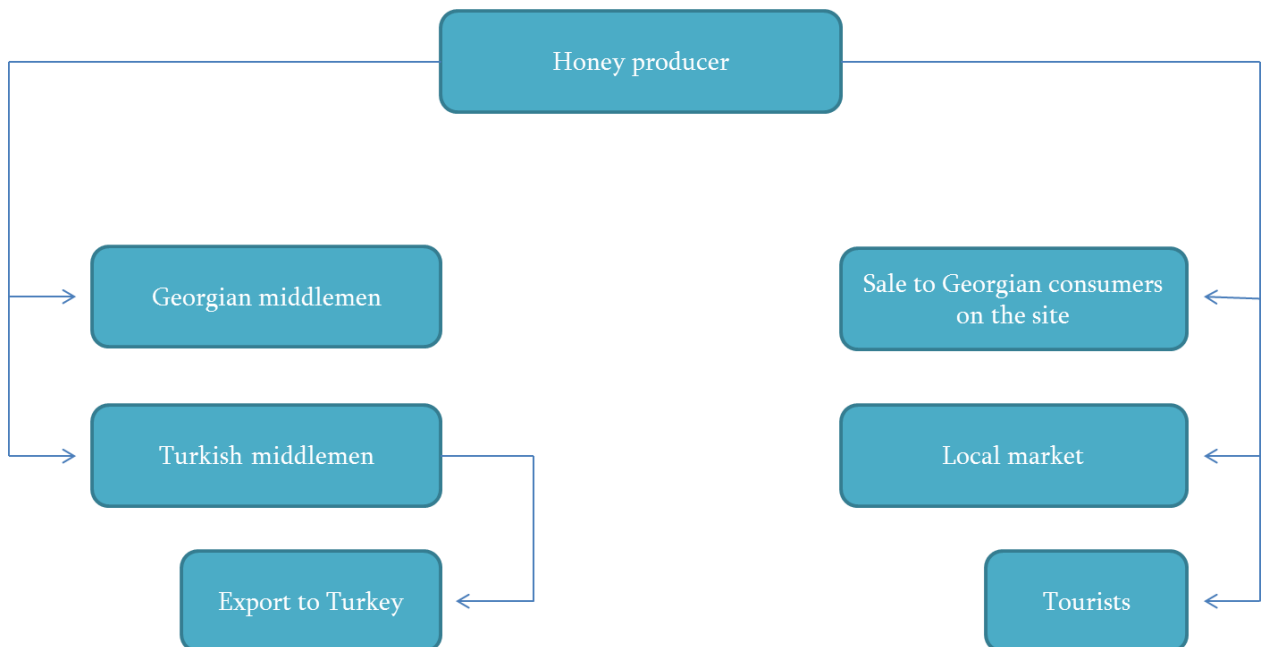 Honey producer
Georgian middlemen
Sale to Georgian consumers
on the site
Turkish middlemen
Local market
Export to Turkey
Tourists